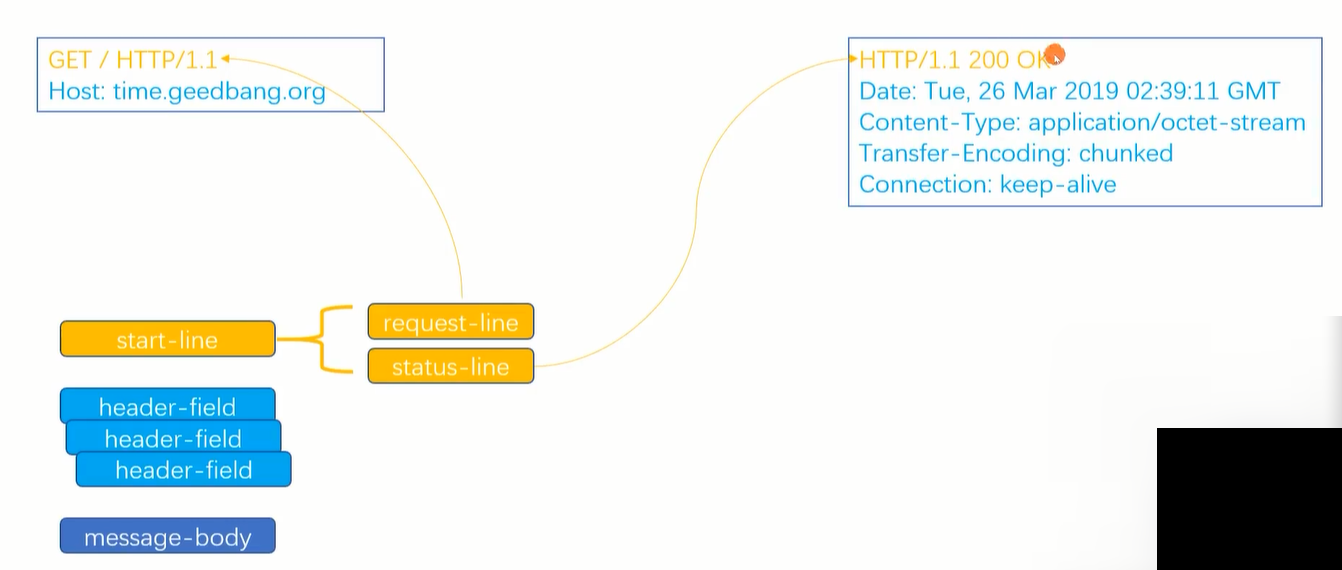 GET / HTTP/1.1
Host: time.geedbang.org
HTTP/1.1 200 OK
Date: Tue, 26 Mar 2019 02:39:11 GMT
Content-Type: application/octet-stream
Transfer-Encoding: chunked
Connection: keep-alive
start-line
request-line
status-line
header-field
header-field
header-field
message-body